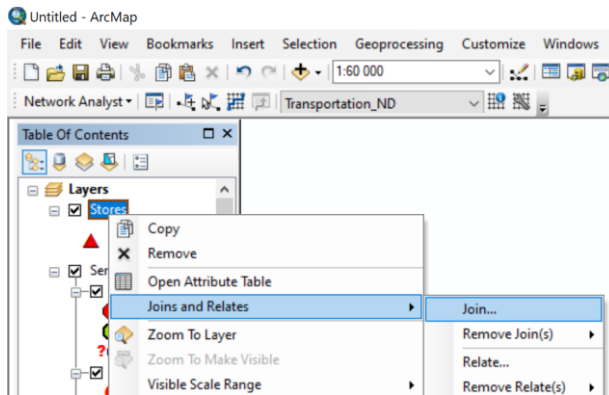 Untitled - ArcMap
File Edit View Bookmarks Insert Selection Geoprocessing Customize Windows
1:60 000
Network Analyst Transportation_ND
Table Of Contents
Layers
Stores
Copy
Remove
Ser
Open Attribute Table
Joins and Relates
Join...
Zoom To Layer
Remove Join(s)
Zoom To Make Visible
Relate...
Visible Scale Range
Remove Relate(s)